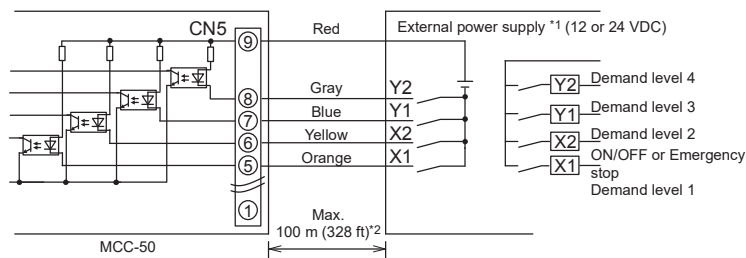 CN5
Red
External power supply *1 (12 or 24 VDC)
9
8
Gray
Y2
7
Blue
Y1
6
Yellow
X2
5
Orange
X1
1
Y2 Demand level 4
Y1 Demand level 3
X2 Demand level 2
X1 ON/OFF or Emergency
stop
Demand level 1
Max.
100 m (328 ft)*2
MCC-50